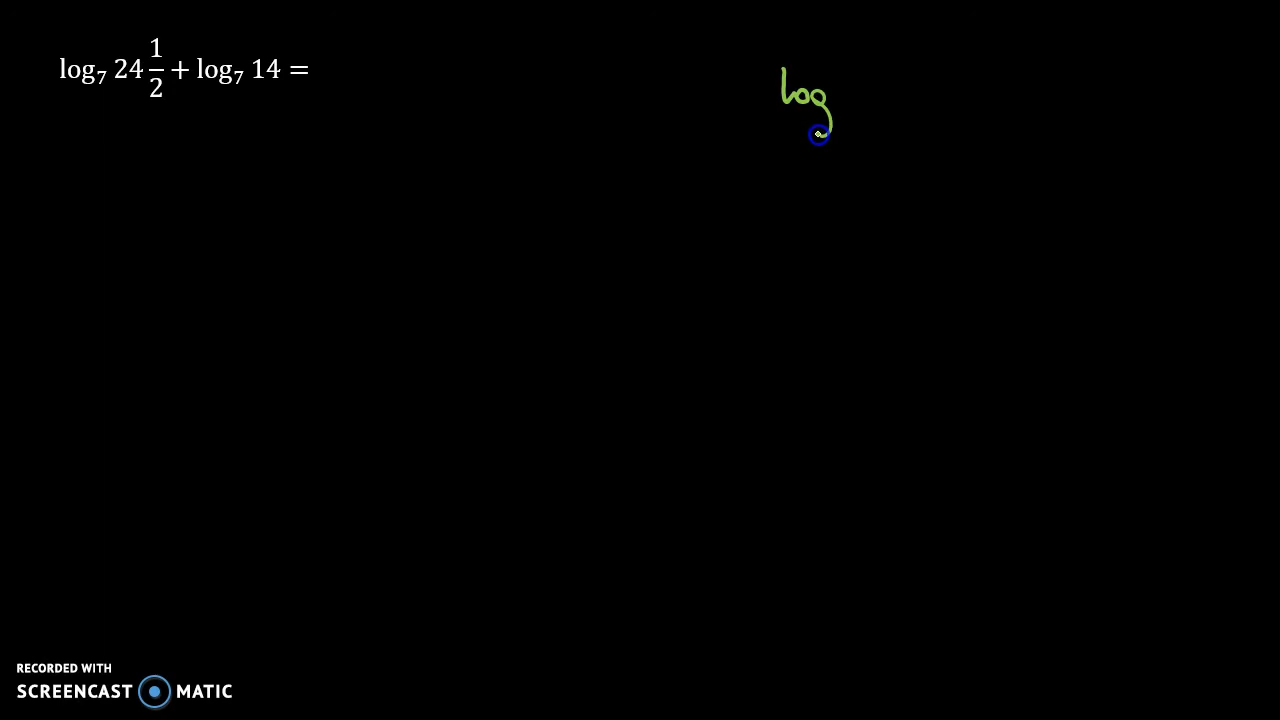 log₇ 24 1/2 + log₇ 14 =
log
RECORDED WITH
SCREENCAST MATIC